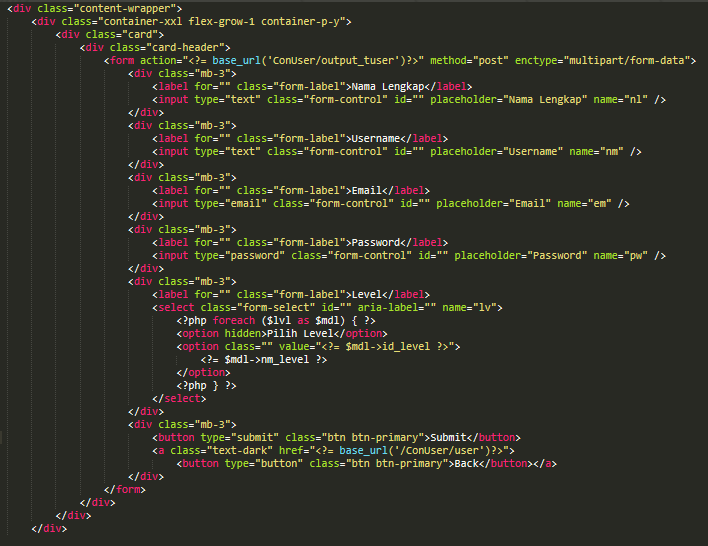 <div class="content-wrapper">
<div class="container-xxl flex-grow-1 container-p-y">
<div class="card">
<div class="card-header">
<form action="<?= base_url('ConUser/output_tuser')?>" method="post" enctype="multipart/form-data">
<div class="mb-3">
<label for="" class="form-label">Nama Lengkap</label>
<input type="text" class="form-control" id="" placeholder="Nama Lengkap" name="nl" />
</div>
<div class="mb-3">
<label for="" class="form-label">Username</label>
<input type="text" class="form-control" id="" placeholder="Username" name="nm" />
</div>
<div class="mb-3">
<label for="" class="form-label">Email</label>
<input type="email" class="form-control" id="" placeholder="Email" name="em" />
</div>
<div class="mb-3">
<label for="" class="form-label">Password</label>
<input type="password" class="form-control" id="" placeholder="Password" name="pw" />
</div>
<div class="mb-3">
<label for="" class="form-label">Level</label>
<select class="form-select" id="" aria-label="" name="lv">
<?php foreach ($lvl as $mdl) { ?>
<option hidden>Pilih Level</option>
<option class="" value="<?= $mdl->id_level ?>">
<?= $mdl->nm_level ?>
</option>
<?php } ?>
</select>
</div>
<div class="mb-3">
<button type="submit" class="btn btn-primary">Submit</button>
<a class="text-dark" href="<?= base_url('/ConUser/user')?>">
<button type="button" class="btn btn-primary">Back</button></a>
</div>
</form>
</div>
</div>
</div>